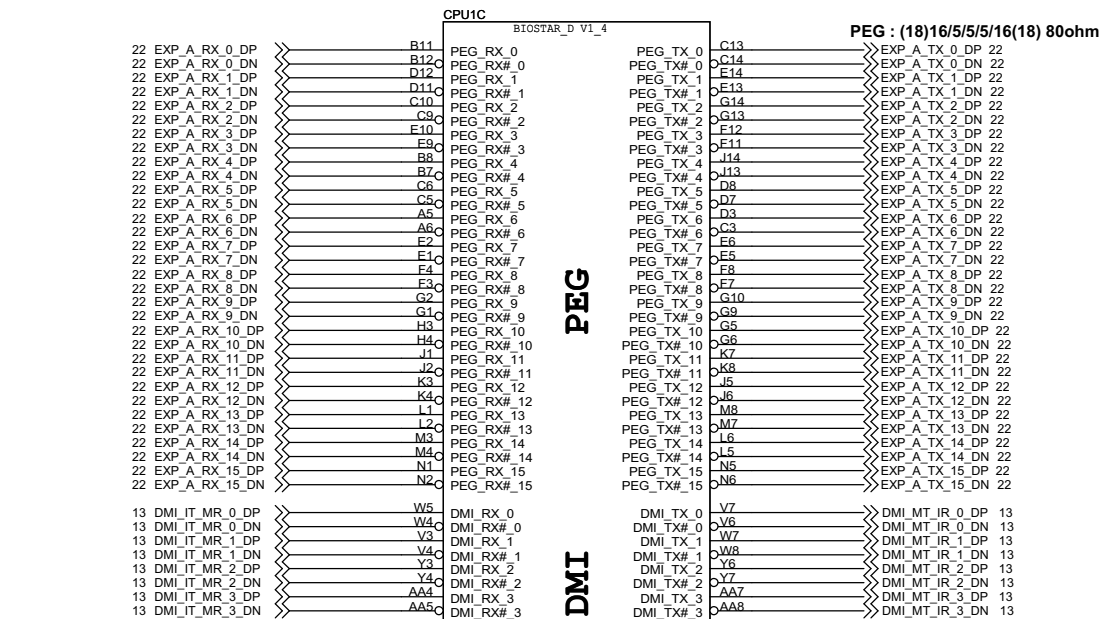 CPU1C
BIOSTAR_D V1_4
PEG : (18)16/5/5/5/16(18) 80ohm
22 EXP_A_RX_0_DP B11 PEG_RX_0 PEG_TX_0 C13 EXP_A_TX_0_DP 22
22 EXP_A_RX_0_DN B12 PEG_RX#_0 PEG_TX#_0 C14 EXP_A_TX_0_DN 22
22 EXP_A_RX_1_DP D12 PEG_RX_1 PEG_TX_1 E14 EXP_A_TX_1_DP 22
22 EXP_A_RX_1_DN D11 PEG_RX#_1 PEG_TX#_1 E13 EXP_A_TX_1_DN 22
22 EXP_A_RX_2_DP C10 PEG_RX_2 PEG_TX_2 G14 EXP_A_TX_2_DP 22
22 EXP_A_RX_2_DN C9 PEG_RX#_2 PEG_TX#_2 G13 EXP_A_TX_2_DN 22
22 EXP_A_RX_3_DP E10 PEG_RX_3 PEG_TX_3 F12 EXP_A_TX_3_DP 22
22 EXP_A_RX_3_DN E9 PEG_RX#_3 PEG_TX#_3 F11 EXP_A_TX_3_DN 22
22 EXP_A_RX_4_DP B8 PEG_RX_4 PEG_TX_4 J14 EXP_A_TX_4_DP 22
22 EXP_A_RX_4_DN B7 PEG_RX#_4 PEG_TX#_4 J13 EXP_A_TX_4_DN 22
22 EXP_A_RX_5_DP C6 PEG_RX_5 PEG_TX_5 D8 EXP_A_TX_5_DP 22
22 EXP_A_RX_5_DN C5 PEG_RX#_5 PEG_TX#_5 D7 EXP_A_TX_5_DN 22
22 EXP_A_RX_6_DP A5 PEG_RX_6 PEG_TX_6 D3 EXP_A_TX_6_DP 22
22 EXP_A_RX_6_DN A6 PEG_RX#_6 PEG_TX#_6 C3 EXP_A_TX_6_DN 22
22 EXP_A_RX_7_DP E2 PEG_RX_7 PEG_TX_7 E6 EXP_A_TX_7_DP 22
22 EXP_A_RX_7_DN E1 PEG_RX#_7 PEG_TX#_7 E5 EXP_A_TX_7_DN 22
22 EXP_A_RX_8_DP F4 PEG_RX_8 PEG_TX_8 F8 EXP_A_TX_8_DP 22
22 EXP_A_RX_8_DN F3 PEG_RX#_8 PEG_TX#_8 F7 EXP_A_TX_8_DN 22
22 EXP_A_RX_9_DP G2 PEG_RX_9 PEG_TX_9 G10 EXP_A_TX_9_DP 22
22 EXP_A_RX_9_DN G1 PEG_RX#_9 PEG_TX#_9 G9 EXP_A_TX_9_DN 22
22 EXP_A_RX_10_DP H3 PEG_RX_10 PEG_TX_10 G5 EXP_A_TX_10_DP 22
22 EXP_A_RX_10_DN H4 PEG_RX#_10 PEG_TX#_10 G6 EXP_A_TX_10_DN 22
22 EXP_A_RX_11_DP J1 PEG_RX_11 PEG_TX_11 K7 EXP_A_TX_11_DP 22
22 EXP_A_RX_11_DN J2 PEG_RX#_11 PEG_TX#_11 K8 EXP_A_TX_11_DN 22
22 EXP_A_RX_12_DP K3 PEG_RX_12 PEG_TX_12 J5 EXP_A_TX_12_DP 22
22 EXP_A_RX_12_DN K4 PEG_RX#_12 PEG_TX#_12 J6 EXP_A_TX_12_DN 22
22 EXP_A_RX_13_DP L1 PEG_RX_13 PEG_TX_13 M8 EXP_A_TX_13_DP 22
22 EXP_A_RX_13_DN L2 PEG_RX#_13 PEG_TX#_13 M7 EXP_A_TX_13_DN 22
22 EXP_A_RX_14_DP M3 PEG_RX_14 PEG_TX_14 L6 EXP_A_TX_14_DP 22
22 EXP_A_RX_14_DN M4 PEG_RX#_14 PEG_TX#_14 L5 EXP_A_TX_14_DN 22
22 EXP_A_RX_15_DP N1 PEG_RX_15 PEG_TX_15 N5 EXP_A_TX_15_DP 22
22 EXP_A_RX_15_DN N2 PEG_RX#_15 PEG_TX#_15 N6 EXP_A_TX_15_DN 22
PEG
13 DMI_IT_MR_0_DP W5 DMI_RX_0 DMI_TX_0 V7 DMI_MT_IR_0_DP 13
13 DMI_IT_MR_0_DN W4 DMI_RX#_0 DMI_TX#_0 V6 DMI_MT_IR_0_DN 13
13 DMI_IT_MR_1_DP V3 DMI_RX_1 DMI_TX_1 W7 DMI_MT_IR_1_DP 13
13 DMI_IT_MR_1_DN V4 DMI_RX#_1 DMI_TX#_1 W8 DMI_MT_IR_1_DN 13
13 DMI_IT_MR_2_DP Y3 DMI_RX_2 DMI_TX_2 Y6 DMI_MT_IR_2_DP 13
13 DMI_IT_MR_2_DN Y4 DMI_RX#_2 DMI_TX#_2 Y7 DMI_MT_IR_2_DN 13
13 DMI_IT_MR_3_DP AA4 DMI_RX_3 DMI_TX_3 AA7 DMI_MT_IR_3_DP 13
13 DMI_IT_MR_3_DN AA5 DMI_RX#_3 DMI_TX#_3 AA8 DMI_MT_IR_3_DN 13
DMI